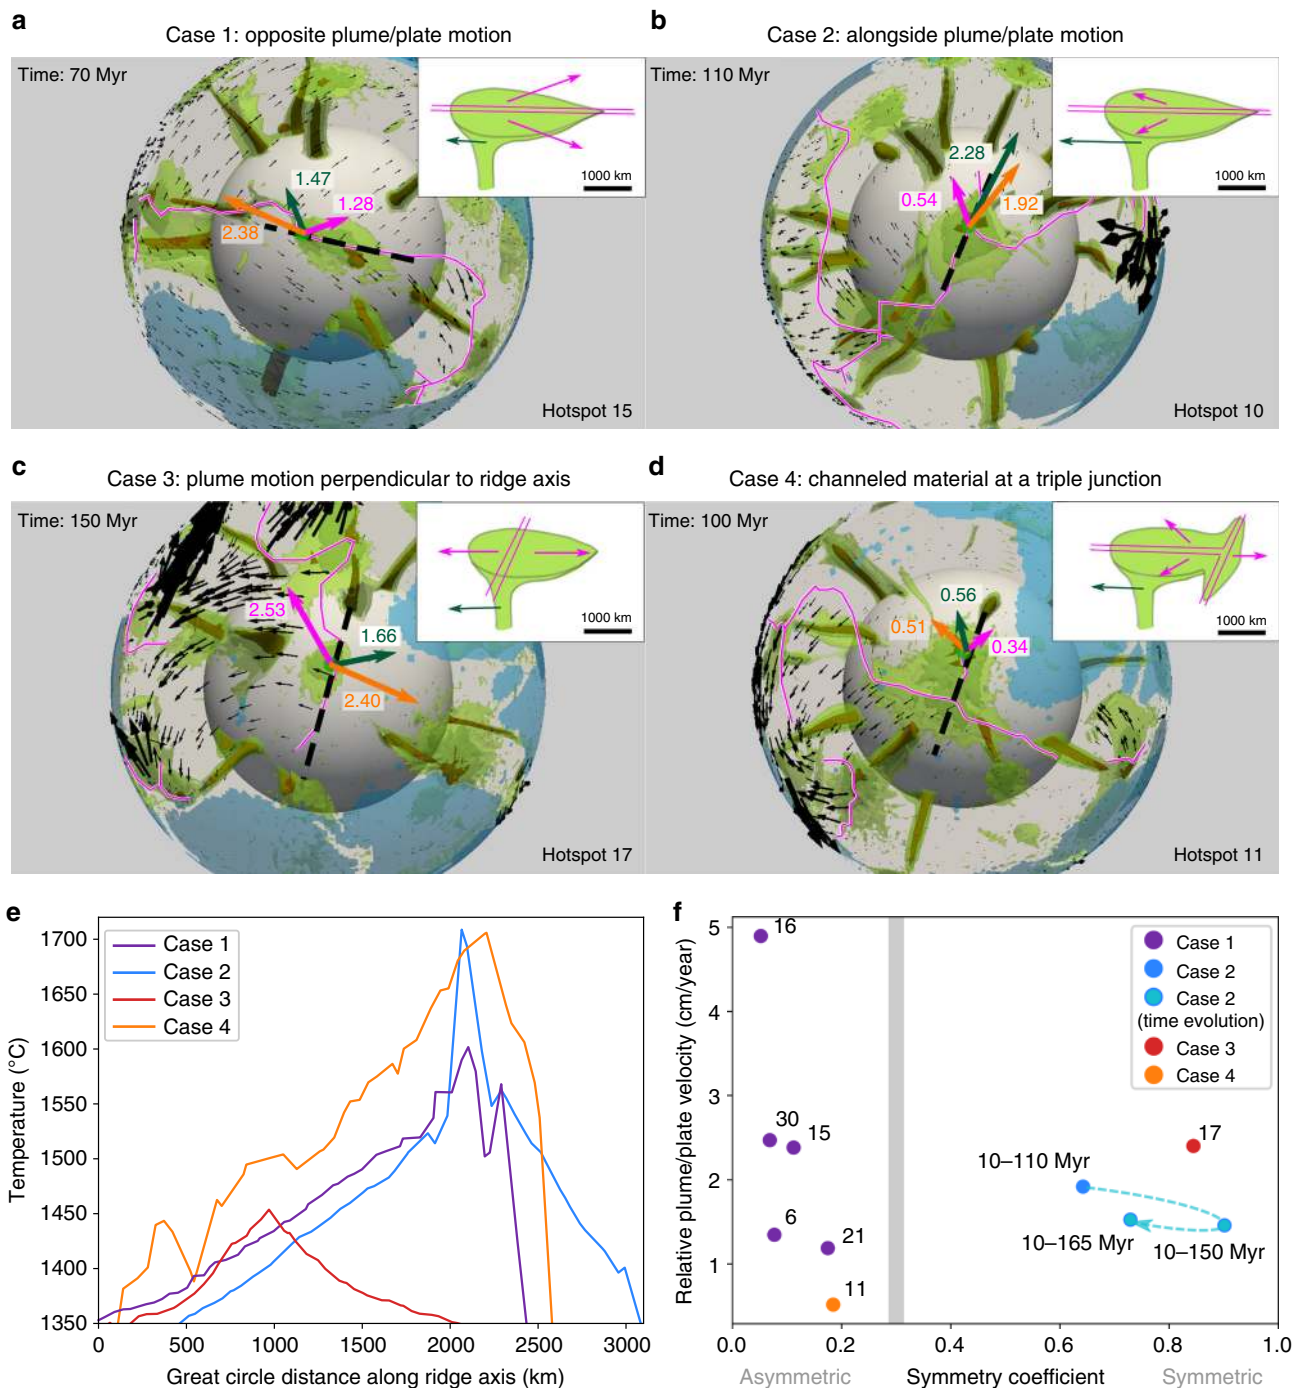 a
Case 1: opposite plume/plate motion
Time: 70 Myr
1.47
1.28
2.38
1000 km
Hotspot 15
b
Case 2: alongside plume/plate motion
Time: 110 Myr
2.28
0.54
1.92
1000 km
Hotspot 10
c
Case 3: plume motion perpendicular to ridge axis
Time: 150 Myr
2.53
1.66
2.40
1000 km
Hotspot 17
d
Case 4: channeled material at a triple junction
Time: 100 Myr
0.56
0.51
0.34
1000 km
Hotspot 11
e
Case 1
Case 2
Case 3
Case 4
Temperature (°C)
1700
1650
1600
1550
1500
1450
1400
1350
0 500 1000 1500 2000 2500 3000
Great circle distance along ridge axis (km)
f
Relative plume/plate velocity (cm/year)
5
4
3
2
1
16
30
15
6
21
11
17
10–110 Myr
10–165 Myr
10–150 Myr
Case 1
Case 2
Case 2
(time evolution)
Case 3
Case 4
0.0 0.2 0.4 0.6 0.8 1.0
Asymmetric Symmetry coefficient Symmetric